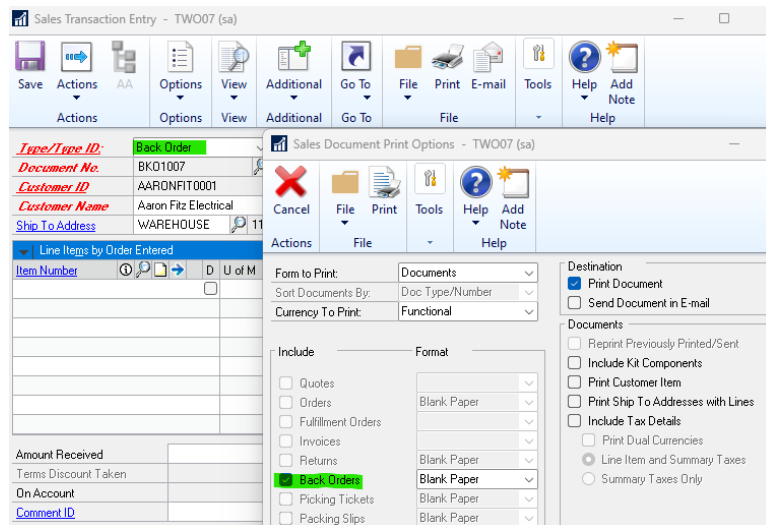 Sales Transaction Entry - TWO07 (sa)
Save Actions AA Options View Additional Go To File Print E-mail Tools Help Add Note
Actions Options View Additional Go To File Help
Type/Type ID: Back Order
Document No. BKO1007
Customer ID AARONFIT0001
Customer Name Aaron Fitz Electrical
Ship To Address WAREHOUSE 11
Line Items by Order Entered
Item Number D U of M
Amount Received
Terms Discount Taken
On Account
Comment ID
Sales Document Print Options - TWO07 (sa)
Cancel File Print Tools Help Add Note
Actions File Help
Form to Print: Documents
Sort Documents By: Doc Type/Number
Currency To Print: Functional
Include Format
Quotes
Orders Blank Paper
Fulfillment Orders
Invoices
Returns Blank Paper
Back Orders Blank Paper
Picking Tickets Blank Paper
Packing Slips Blank Paper
Destination
Print Document
Send Document in E-mail
Documents
Reprint Previously Printed/Sent
Include Kit Components
Print Customer Item
Print Ship To Addresses with Lines
Include Tax Details
Print Dual Currencies
Line Item and Summary Taxes
Summary Taxes Only